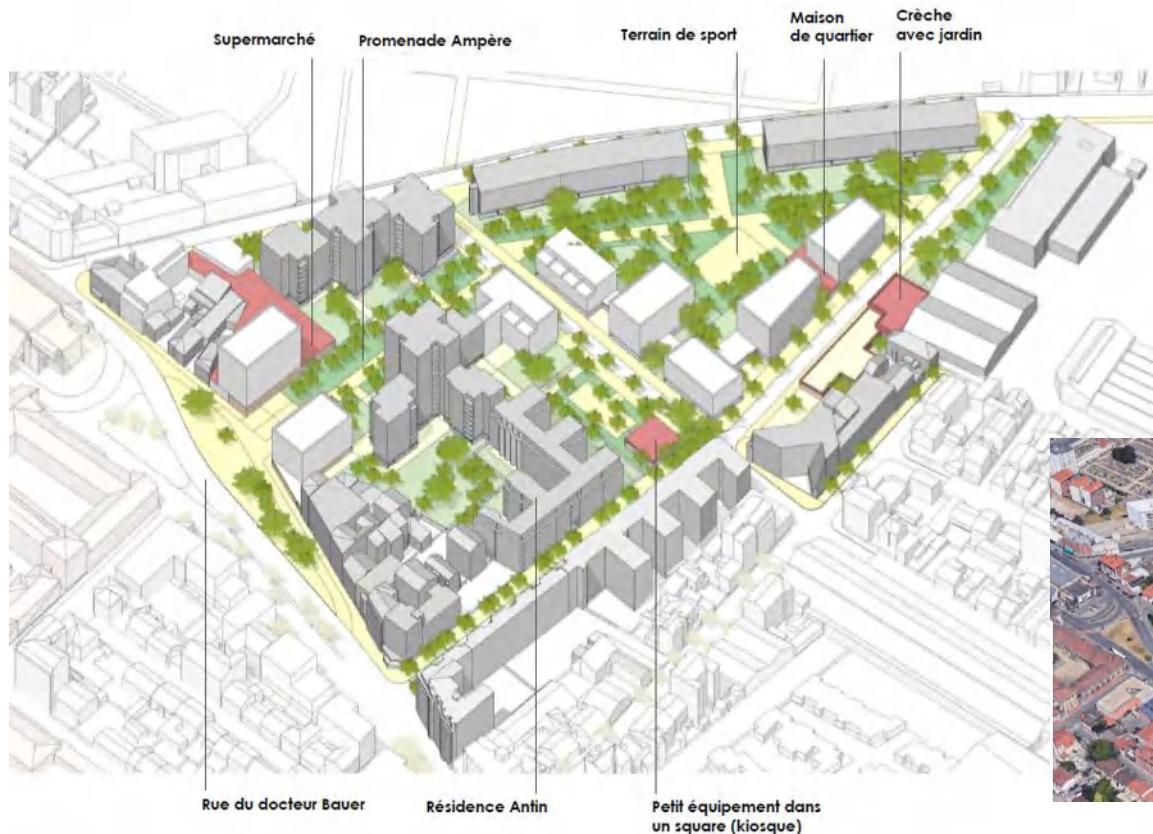 Supermarché
Promenade Ampère
Terrain de sport
Maison
de quartier
Crèche
avec jardin
Rue du docteur Bauer
Résidence Antin
Petit équipement dans
un square (kiosque)